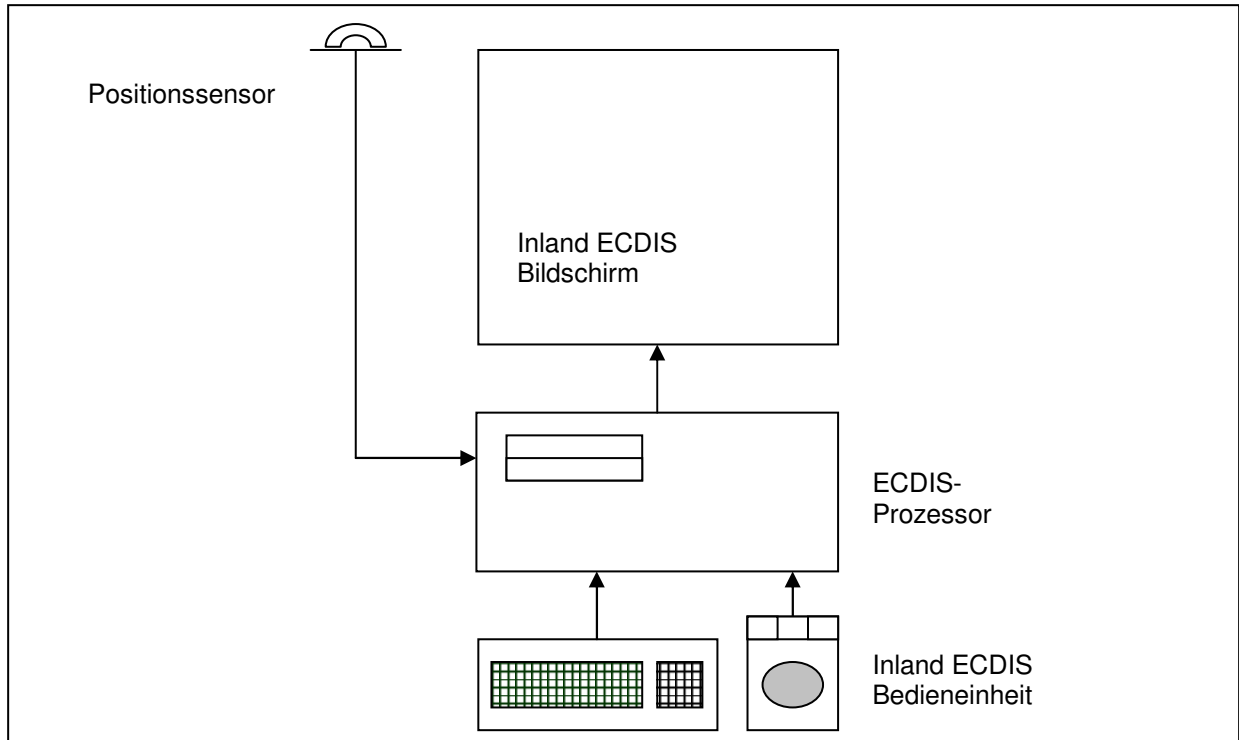 Positionssensor
Inland ECDIS
Bildschirm
ECDIS-
Prozessor
Inland ECDIS
Bedieneinheit